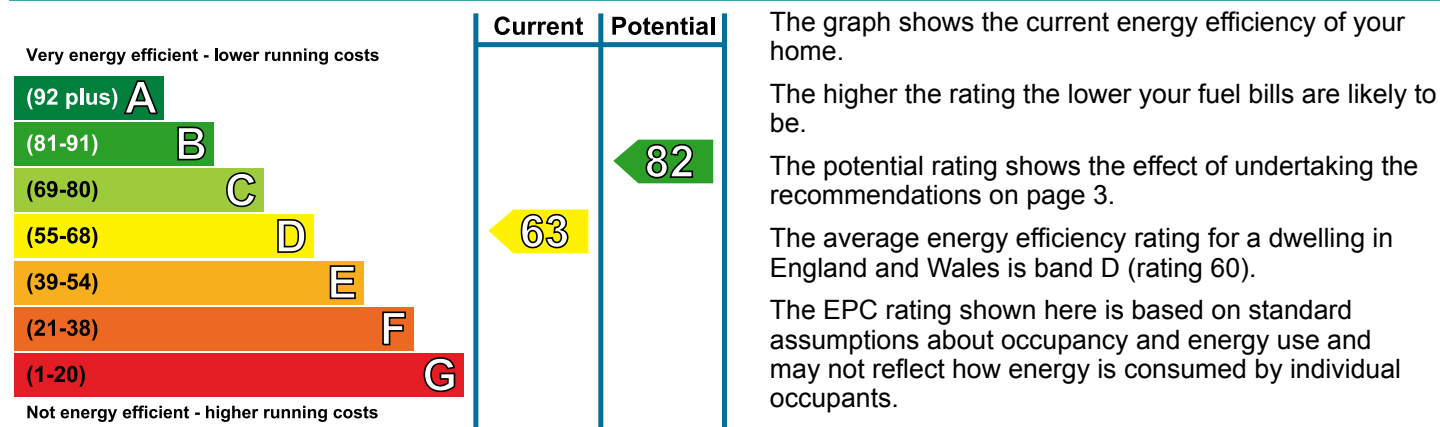 Current Potential
Very energy efficient - lower running costs
(92 plus) A
(81-91) B
(69-80) C
(55-68) D
(39-54) E
(21-38) F
(1-20) G
Not energy efficient - higher running costs
82
63
The graph shows the current energy efficiency of your
home.
The higher the rating the lower your fuel bills are likely to
be.
The potential rating shows the effect of undertaking the
recommendations on page 3.
The average energy efficiency rating for a dwelling in
England and Wales is band D (rating 60).
The EPC rating shown here is based on standard
assumptions about occupancy and energy use and
may not reflect how energy is consumed by individual
occupants.